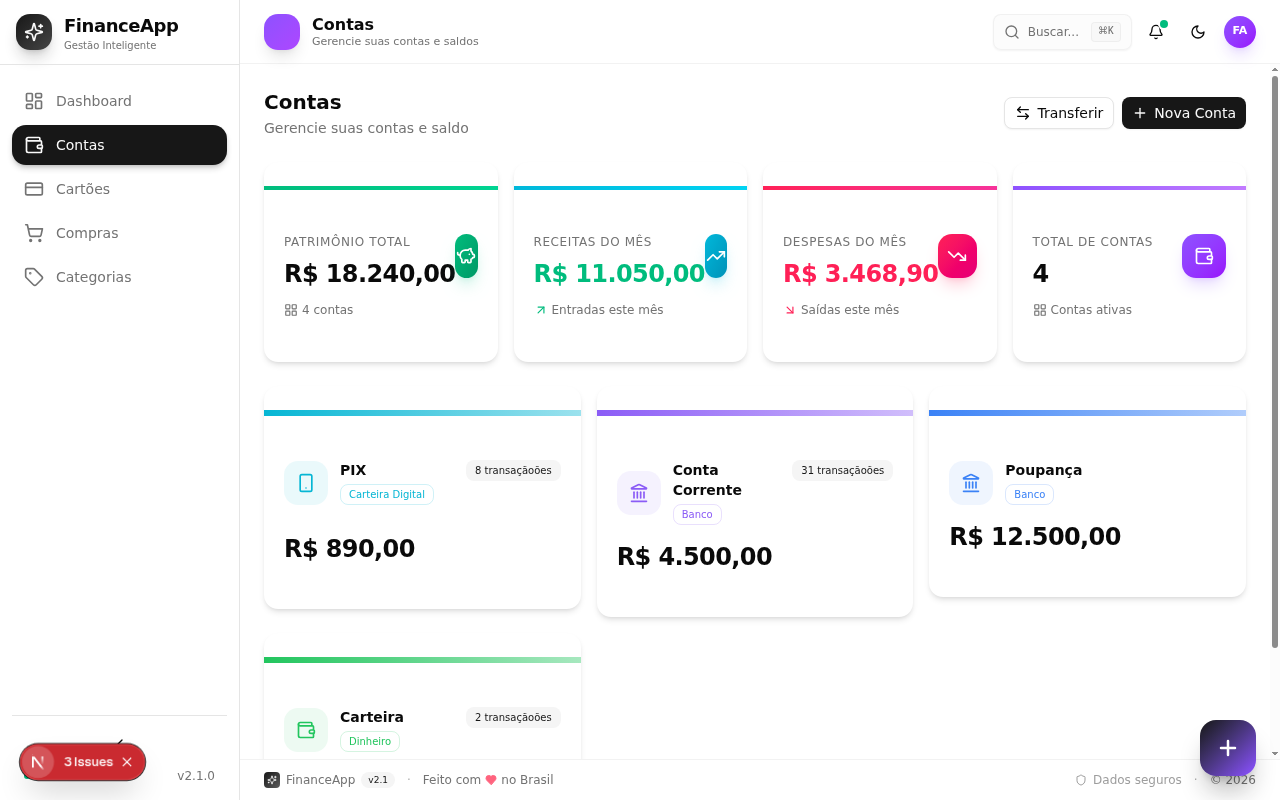 FinanceApp
Gestão Inteligente
Dashboard
Contas
Cartões
Compras
Categorias
3 Issues
v2.1.0
Contas
Gerencie suas contas e saldos
Buscar...
⌘K
FA
Contas
Gerencie suas contas e saldo
Transferir
Nova Conta
PATRIMÔNIO TOTAL
R$ 18.240,00
4 contas
RECEITAS DO MÊS
R$ 11.050,00
Entradas este mês
DESPESAS DO MÊS
R$ 3.468,90
Saídas este mês
TOTAL DE CONTAS
4
Contas ativas
PIX
Carteira Digital
8 transaçãoões
R$ 890,00
Conta
Corrente
Banco
31 transaçãoões
R$ 4.500,00
Poupança
Banco
R$ 12.500,00
Carteira
Dinheiro
2 transaçãoões
FinanceApp
v2.1
·
Feito com ❤ no Brasil
Dados seguros
·
© 2026